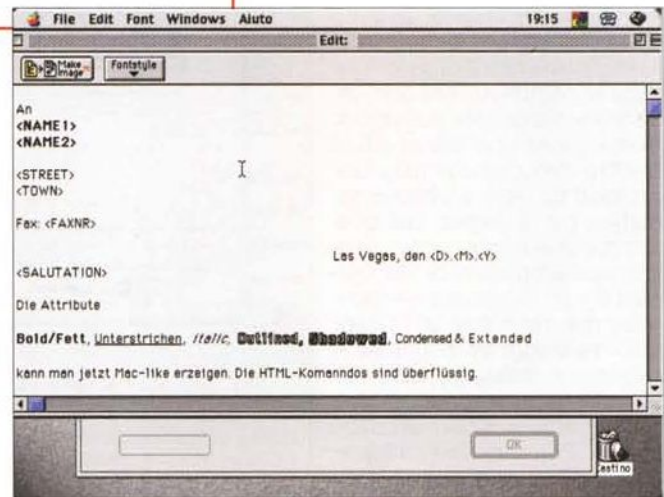 File Edit Font Windows Aiuto 19:15
Edit:
Make Image Fontstyle
An
<NAME1>
<NAME2>
<STREET>
<TOWN>
Fax: <FAXNR>
Las Vegas, den <D>.<M>.<Y>
<SALUTATION>
Die Attribute
Bold/Fett, Unterstrichen, Italic, Outlined, Shadowed, Condensed & Extended
kann man jetzt Mac-like erzeigen. Die HTML-Komanndos sind überflüssig.
OK
Cestino